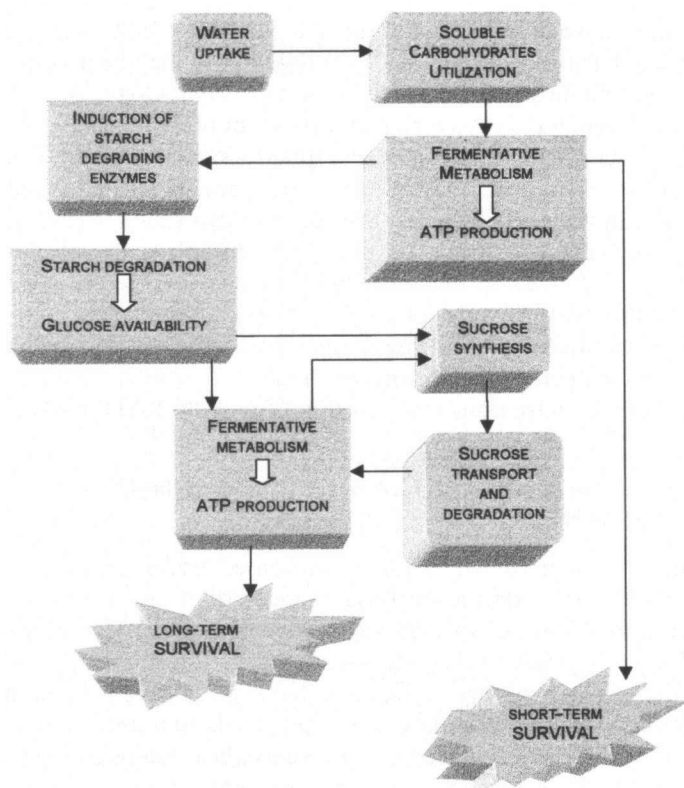 WATER
UPTAKE
SOLUBLE
CARBOHYDRATES
UTILIZATION
INDUCTION OF
STARCH
DEGRADING
ENZYMES
FERMENTATIVE
METABOLISM
ATP PRODUCTION
STARCH DEGRADATION
GLUCOSE AVAILABILITY
SUCROSE
SYNTHESIS
FERMENTATIVE
METABOLISM
ATP PRODUCTION
SUCROSE
TRANSPORT
AND
DEGRADATION
LONG-TERM
SURVIVAL
SHORT-TERM
SURVIVAL